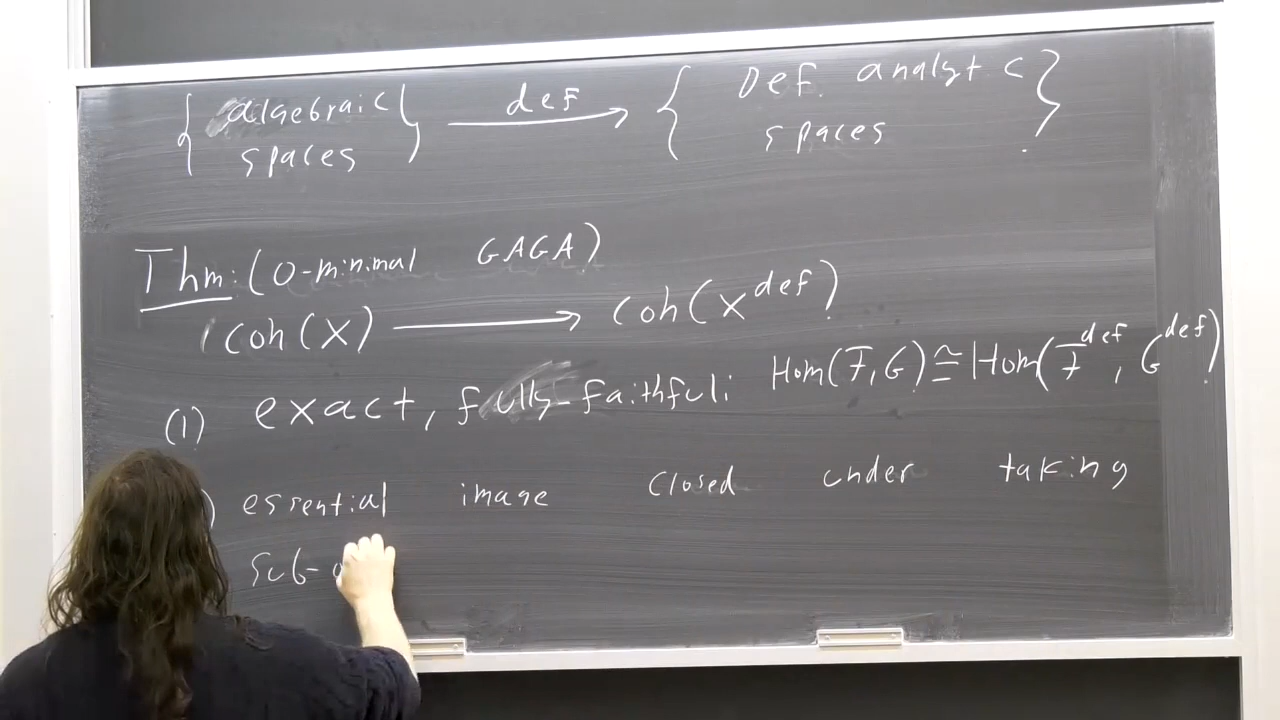 { algebraic spaces } —def→ { Def. analytc spaces }.
Thm: (O-minimal GAGA)
Coh(X) ⟶ Coh(X^def)
(1) exact, fully-faithful: Hom(F,G) ≅ Hom(F^def, G^def)
) essential image closed under taking
sub-